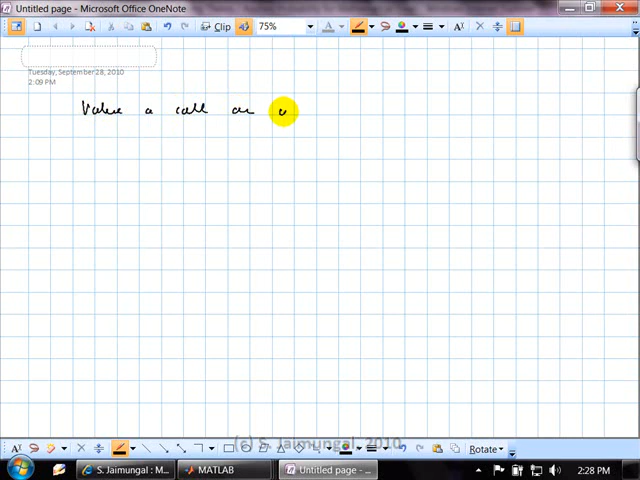 Untitled page - Microsoft Office OneNote
75%
A
Clip
Tuesday, September 28, 2010
2:09 PM
Value a call on a
(c) S. Jaimungal, 2010
Rotate
S. Jaimungal : M...
MATLAB
Untitled page - ...
2:28 PM